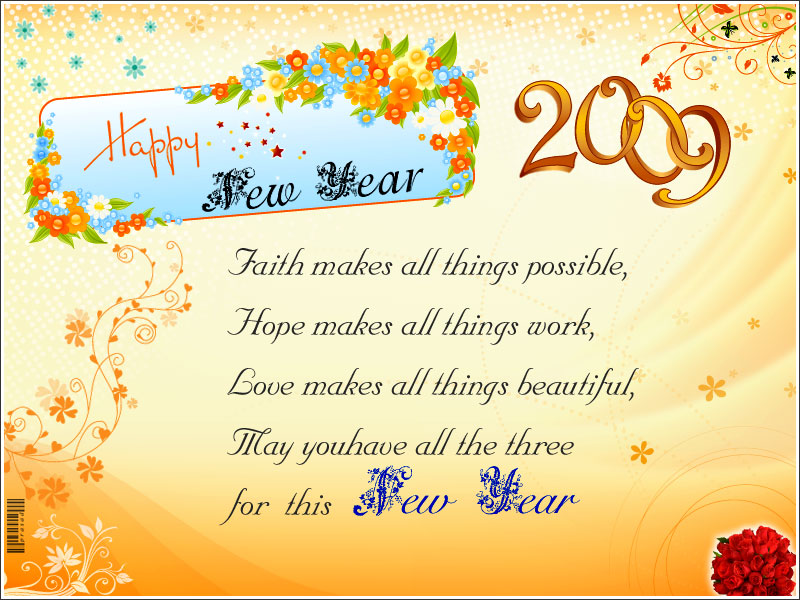 Happy
New Year
2009
Faith makes all things possible,
Hope makes all things work,
Love makes all things beautiful,
May youhave all the three
for this New Year
prasad